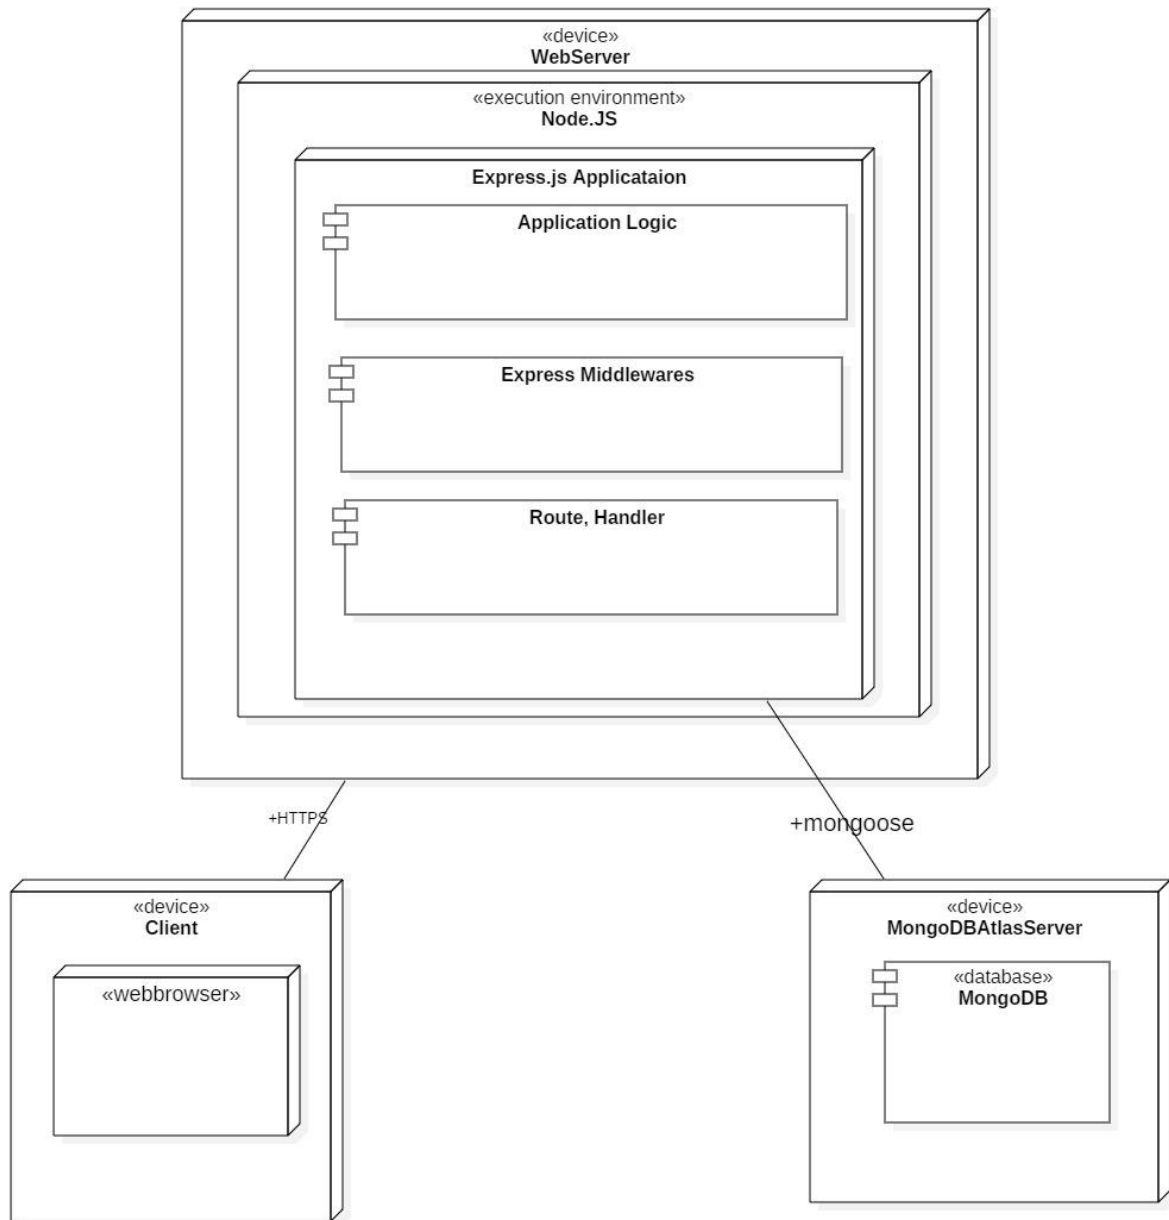 «device»
WebServer
«execution environment»
Node.JS
Express.js Applicataion
Application Logic
Express Middlewares
Route, Handler
+HTTPS
+mongoose
«device»
Client
«webbrowser»
«device»
MongoDBAtlasServer
«database»
MongoDB